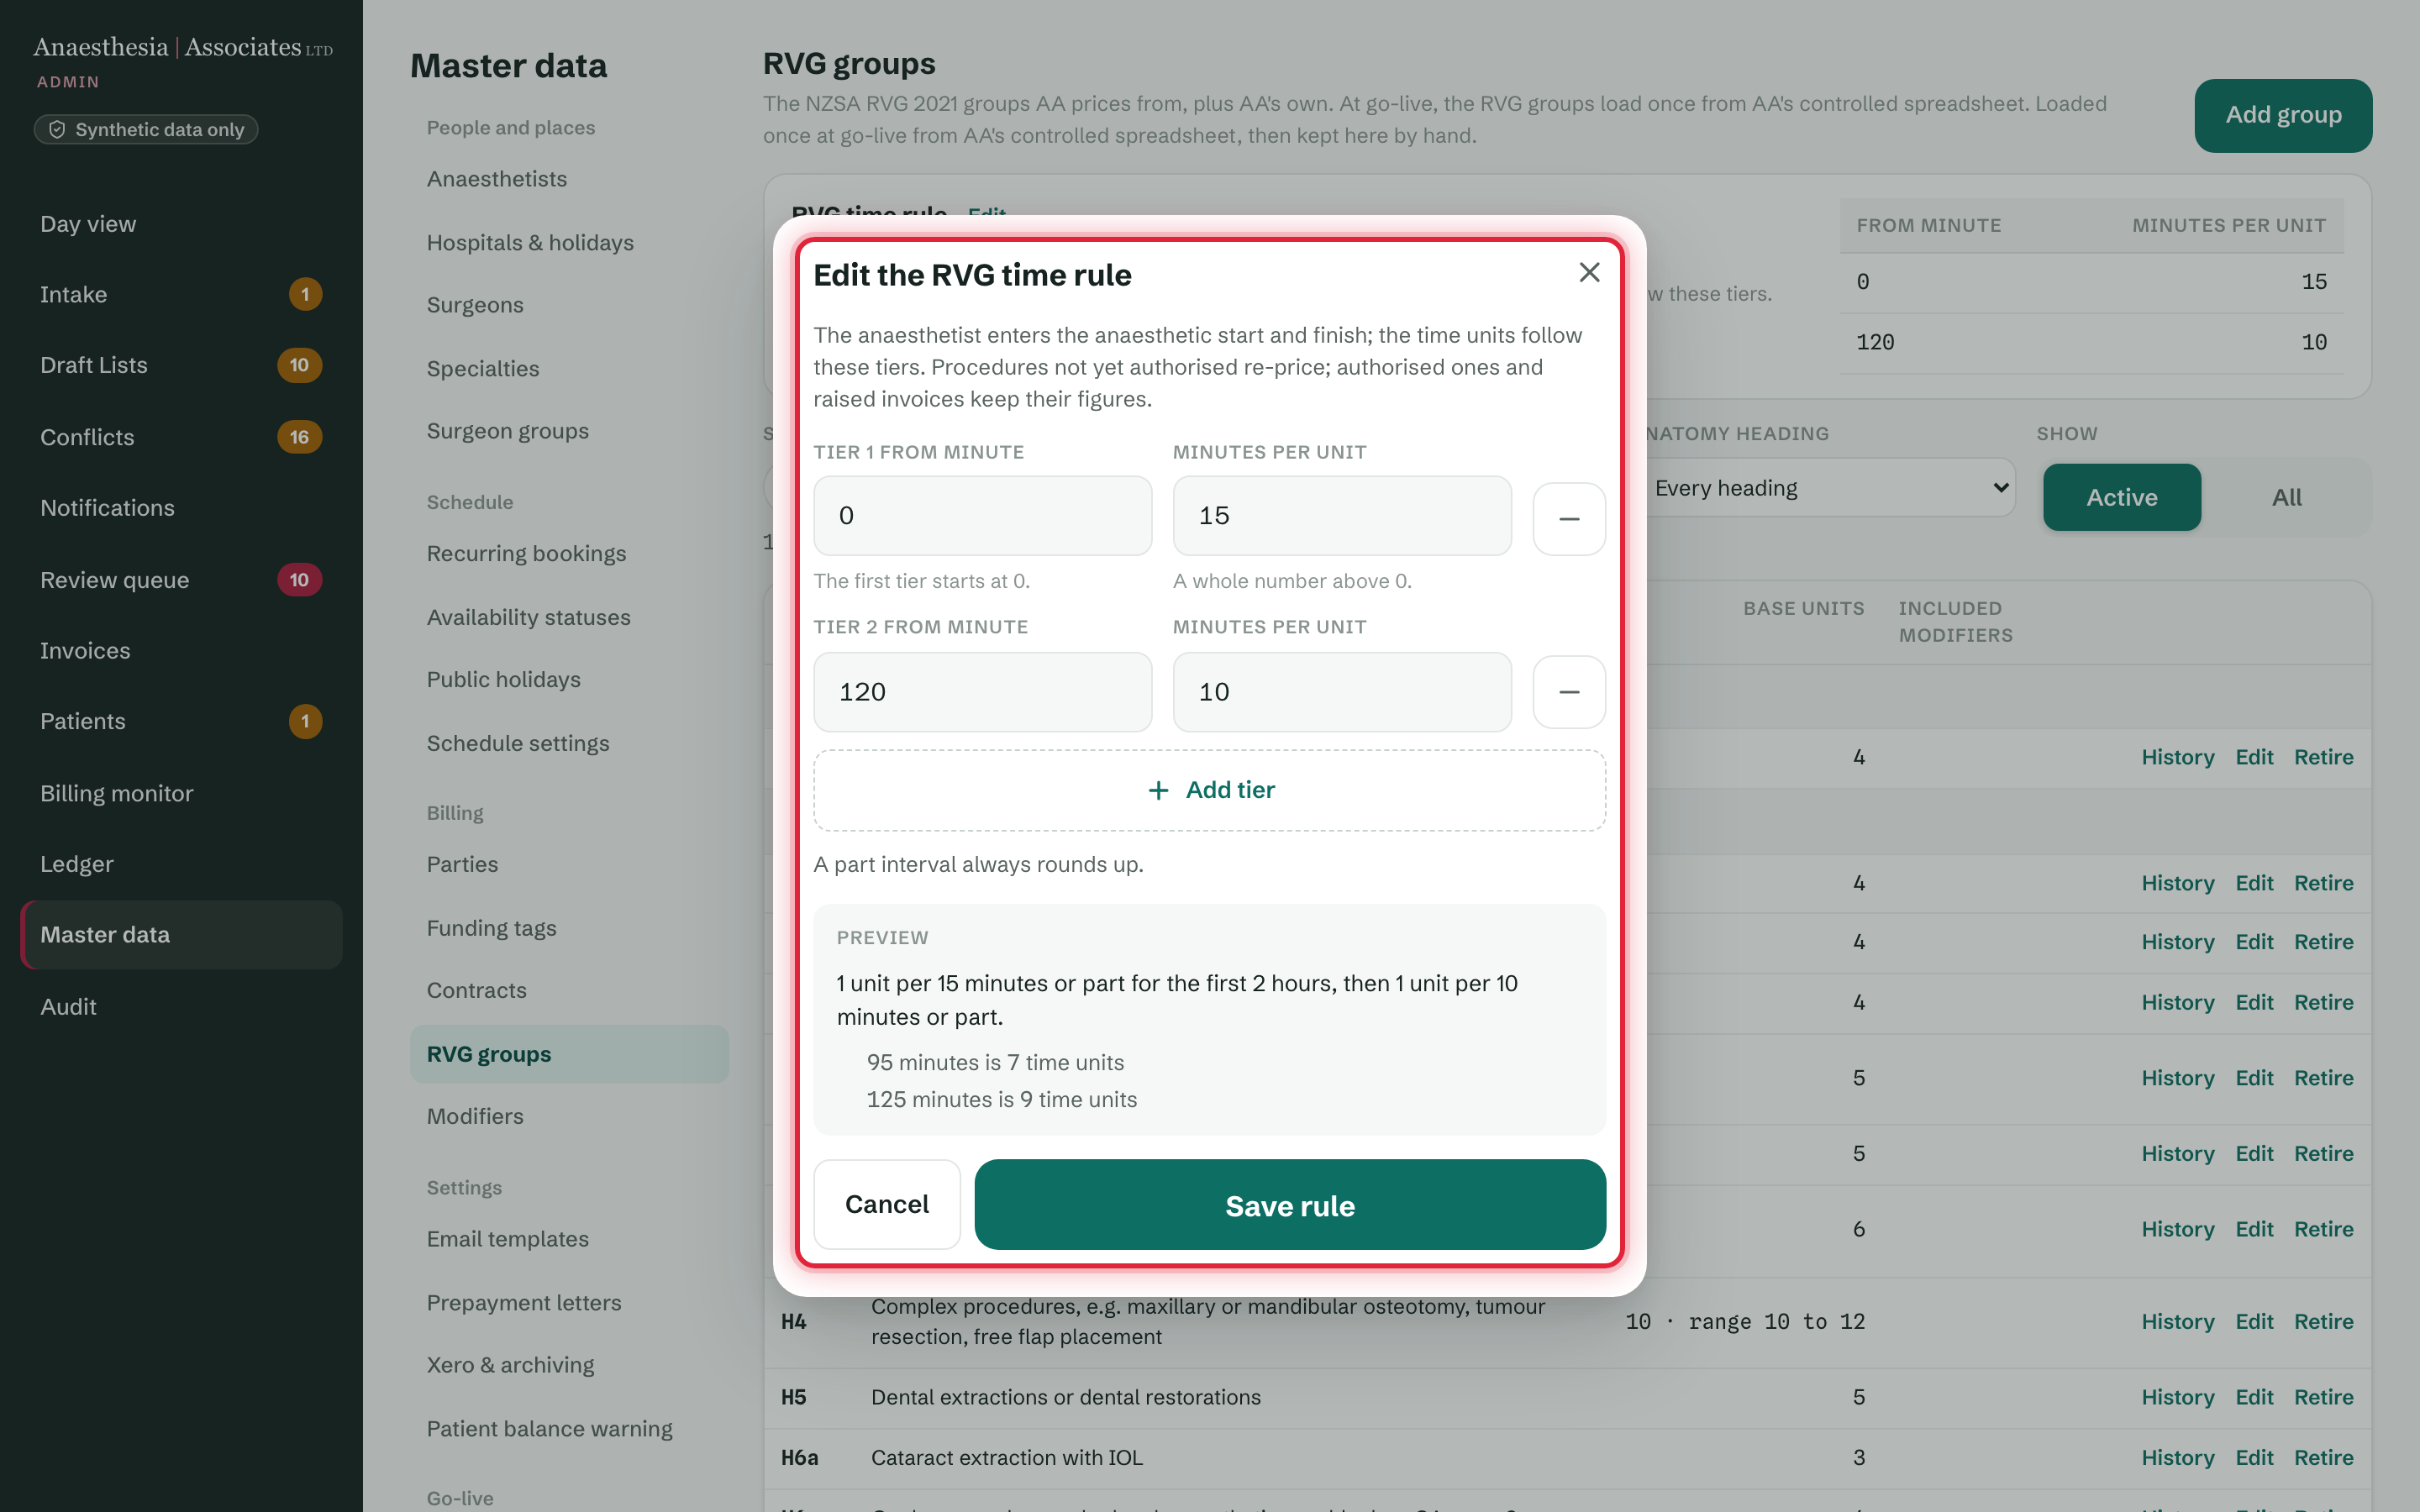 Anaesthesia | Associates LTD
ADMIN
Synthetic data only
Day view
Intake 1
Draft Lists 10
Conflicts 16
Notifications
Review queue 10
Invoices
Patients 1
Billing monitor
Ledger
Master data
Audit
Master data
People and places
Anaesthetists
Hospitals & holidays
Surgeons
Specialties
Surgeon groups
Schedule
Recurring bookings
Availability statuses
Public holidays
Schedule settings
Billing
Parties
Funding tags
Contracts
RVG groups
Modifiers
Settings
Email templates
Prepayment letters
Xero & archiving
Patient balance warning
Go-live
RVG groups
The NZSA RVG 2021 groups AA prices from, plus AA's own. At go-live, the RVG groups load once from AA's controlled spreadsheet. Loaded
once at go-live from AA's controlled spreadsheet, then kept here by hand.
Add group
RVG time rule Edit
w these tiers.
FROM MINUTE MINUTES PER UNIT
0 15
120 10
NATOMY HEADING
Every heading
SHOW
Active All
Edit the RVG time rule
The anaesthetist enters the anaesthetic start and finish; the time units follow
these tiers. Procedures not yet authorised re-price; authorised ones and
raised invoices keep their figures.
TIER 1 FROM MINUTE MINUTES PER UNIT
0 15
The first tier starts at 0. A whole number above 0.
TIER 2 FROM MINUTE MINUTES PER UNIT
120 10
+ Add tier
A part interval always rounds up.
PREVIEW
1 unit per 15 minutes or part for the first 2 hours, then 1 unit per 10
minutes or part.
95 minutes is 7 time units
125 minutes is 9 time units
Cancel Save rule
BASE UNITS INCLUDED
MODIFIERS
4 History Edit Retire
4 History Edit Retire
4 History Edit Retire
4 History Edit Retire
5 History Edit Retire
5 History Edit Retire
6 History Edit Retire
H4 Complex procedures, e.g. maxillary or mandibular osteotomy, tumour
resection, free flap placement 10 · range 10 to 12 History Edit Retire
H5 Dental extractions or dental restorations 5 History Edit Retire
H6a Cataract extraction with IOL 3 History Edit Retire